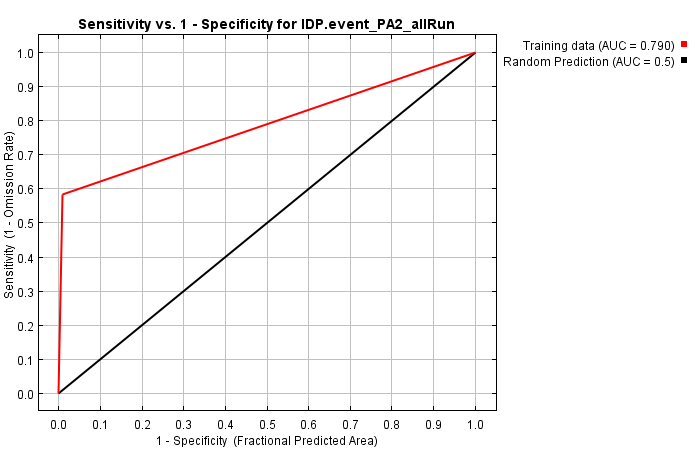 Sensitivity vs. 1 - Specificity for IDP.event_PA2_allRun
Training data (AUC = 0.790)
Random Prediction (AUC = 0.5)
Sensitivity (1 - Omission Rate)
1.0
0.9
0.8
0.7
0.6
0.5
0.4
0.3
0.2
0.1
0.0
0.0 0.1 0.2 0.3 0.4 0.5 0.6 0.7 0.8 0.9 1.0
1 - Specificity (Fractional Predicted Area)